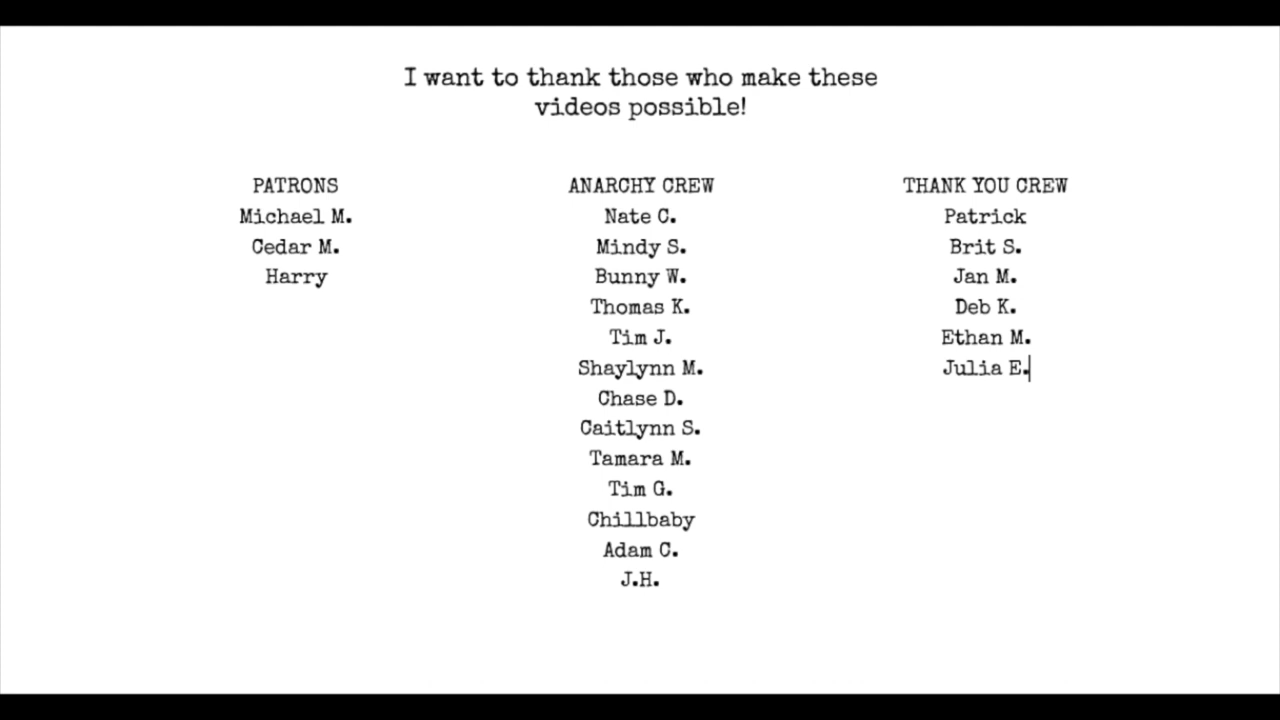 I want to thank those who make these
videos possible!
PATRONS
Michael M.
Cedar M.
Harry
ANARCHY CREW
Nate C.
Mindy S.
Bunny W.
Thomas K.
Tim J.
Shaylynn M.
Chase D.
Caitlynn S.
Tamara M.
Tim G.
Chillbaby
Adam C.
J.H.
THANK YOU CREW
Patrick
Brit S.
Jan M.
Deb K.
Ethan M.
Julia E.